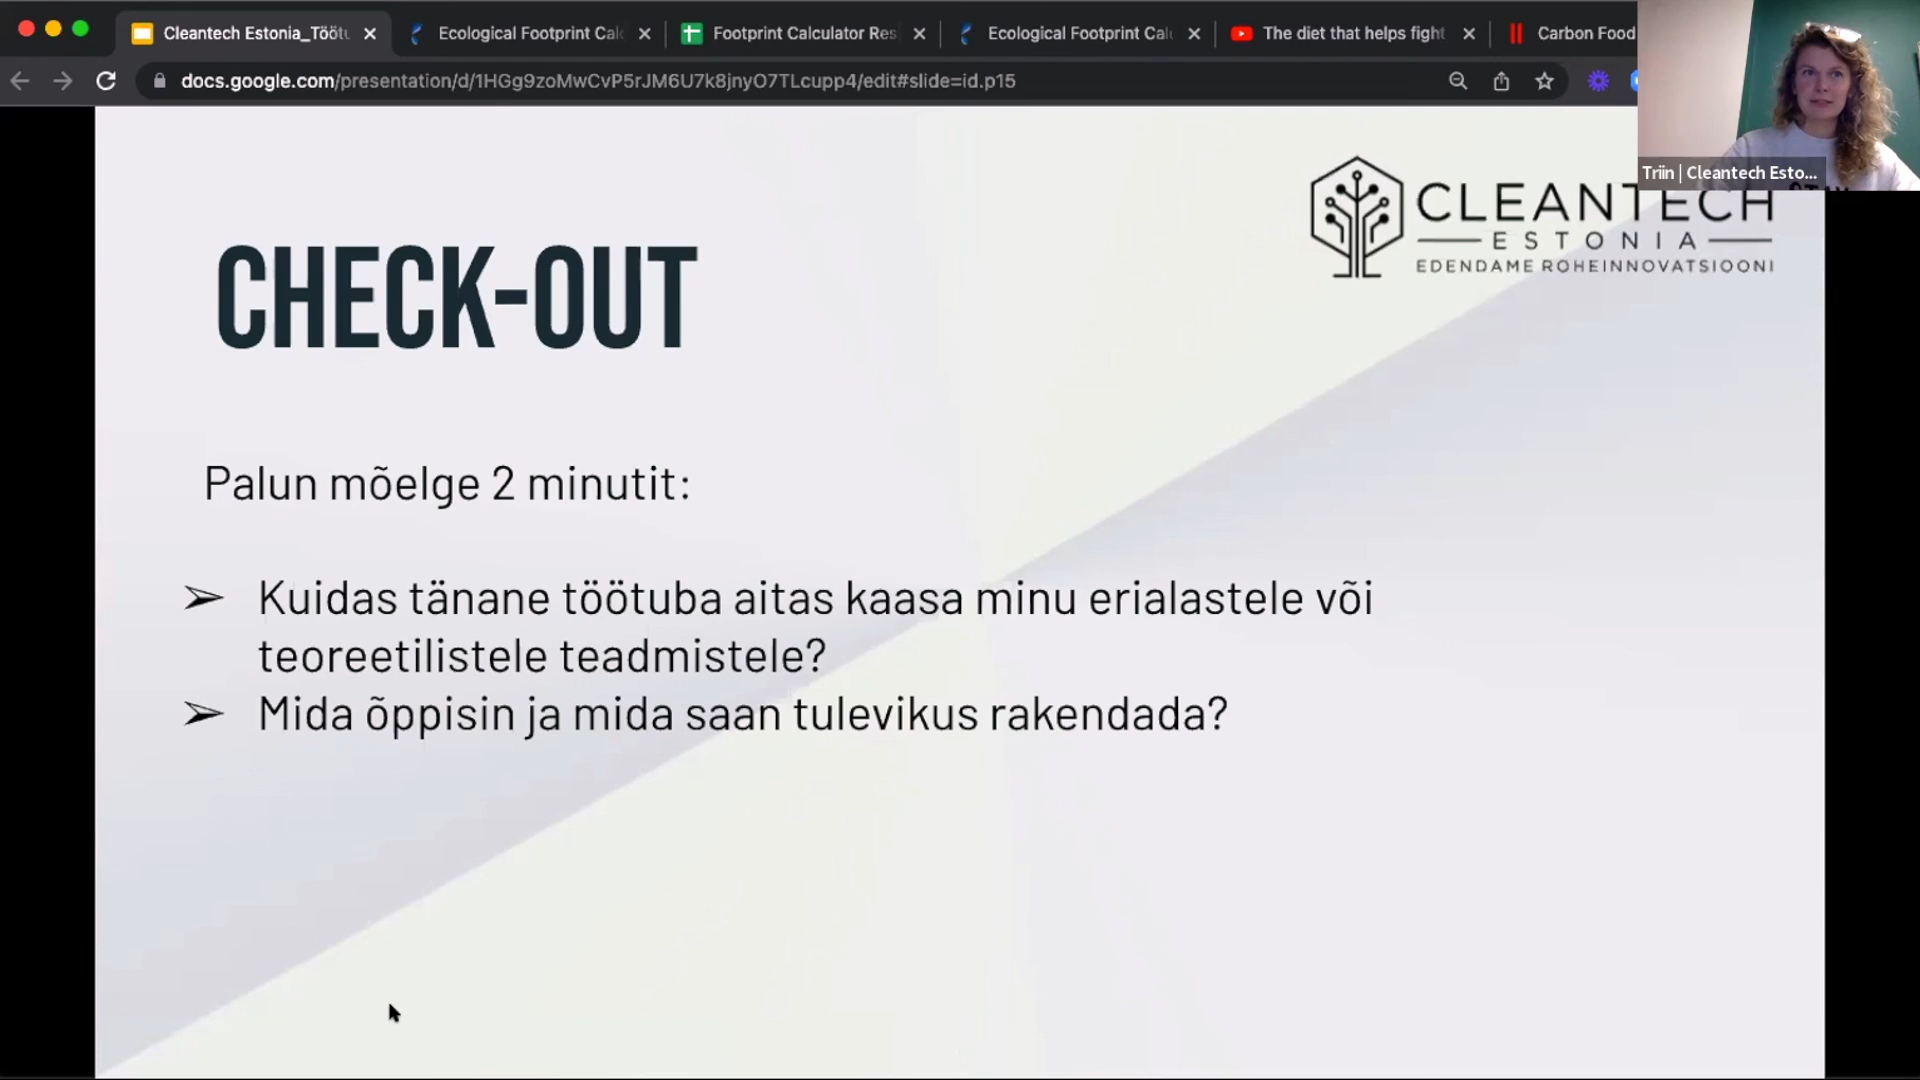 Cleantech Estonia_Töötu
Ecological Footprint Calc
Footprint Calculator Res
Ecological Footprint Calc
The diet that helps fight
Carbon Food
docs.google.com/presentation/d/1HGg9zoMwCvP5rJM6U7k8jnyO7TLcupp4/edit#slide=id.p15
Triin | Cleantech Esto...
CLEANTECH
ESTONIA
EDENDAME ROHEINNOVATSIOONI
CHECK-OUT
Palun mõelge 2 minutit:
➢ Kuidas tänane töötuba aitas kaasa minu erialastele või
teoreetilistele teadmistele?
➢ Mida õppisin ja mida saan tulevikus rakendada?